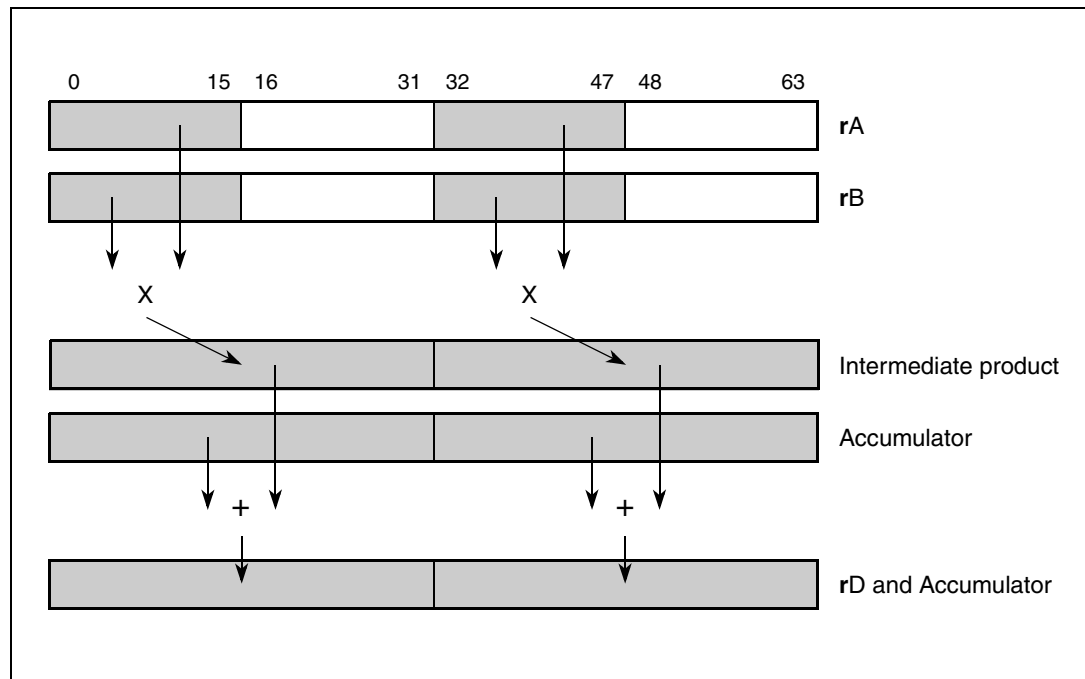 0 15 16 31 32 47 48 63
rA
rB
X X
Intermediate product
Accumulator
+ +
rD and Accumulator